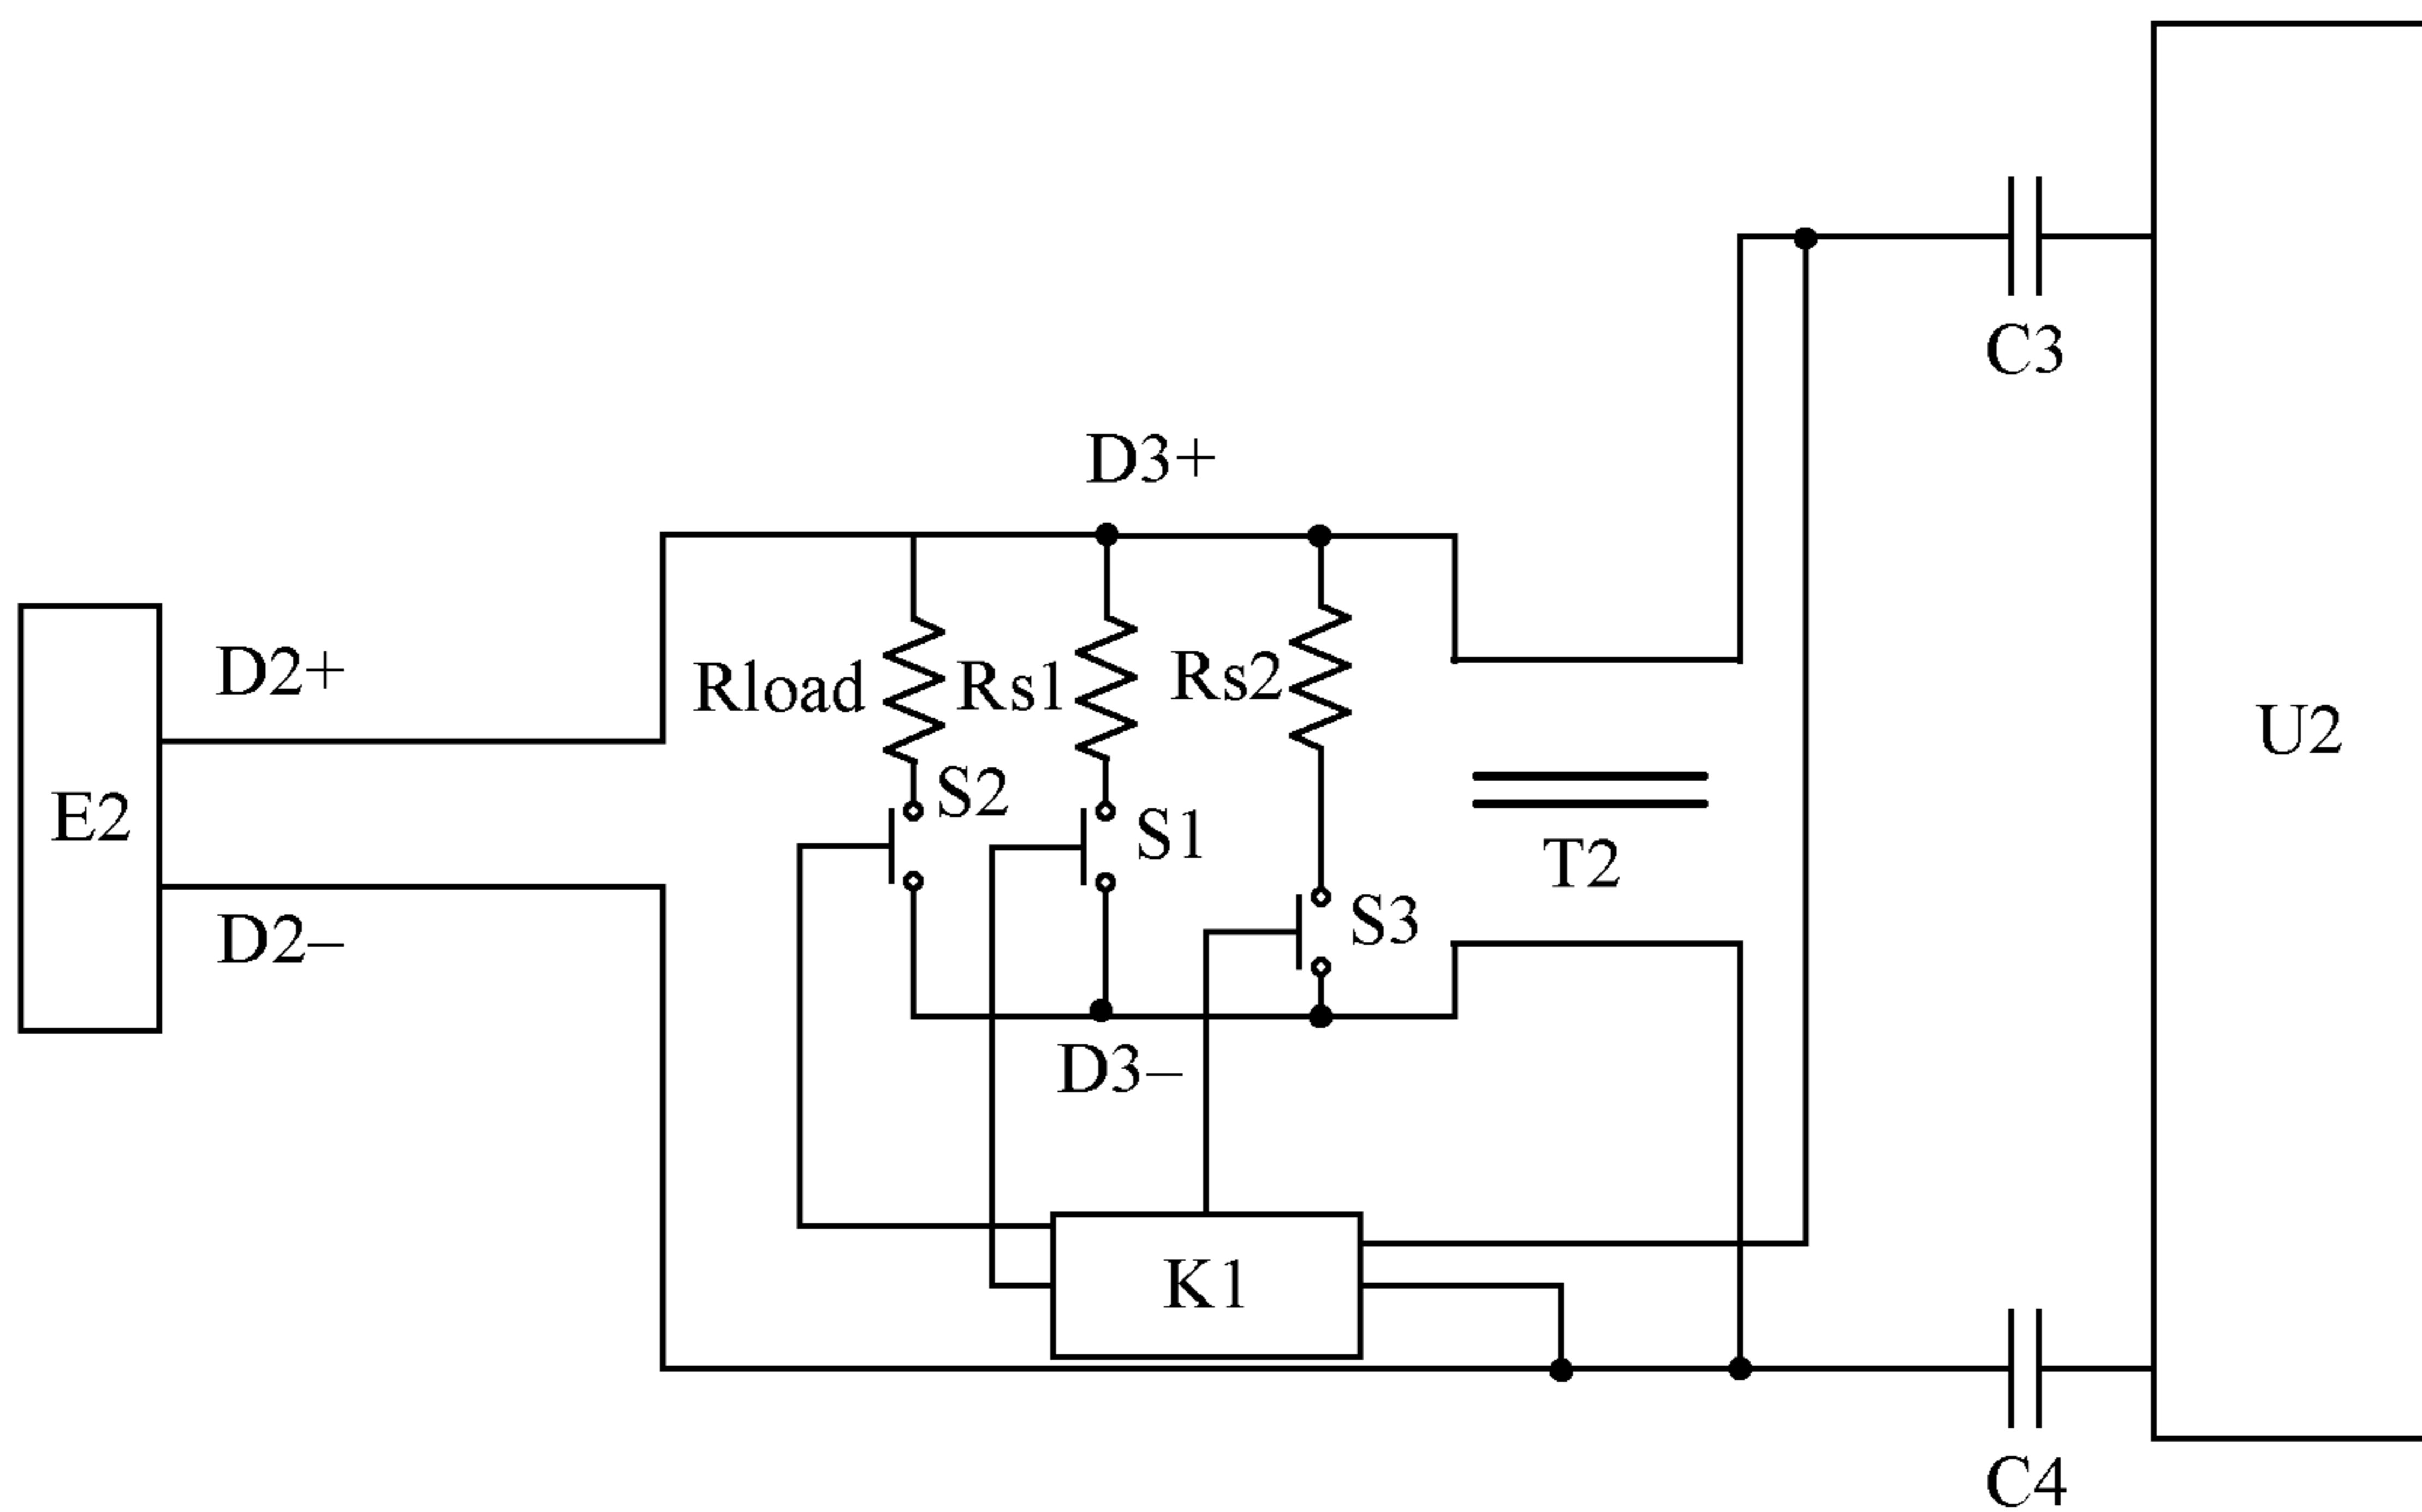 C3
D3+
D2+
Rload
Rs1
Rs2
U2
S2
E2
S1
T2
S3
D2–
D3–
K1
C4